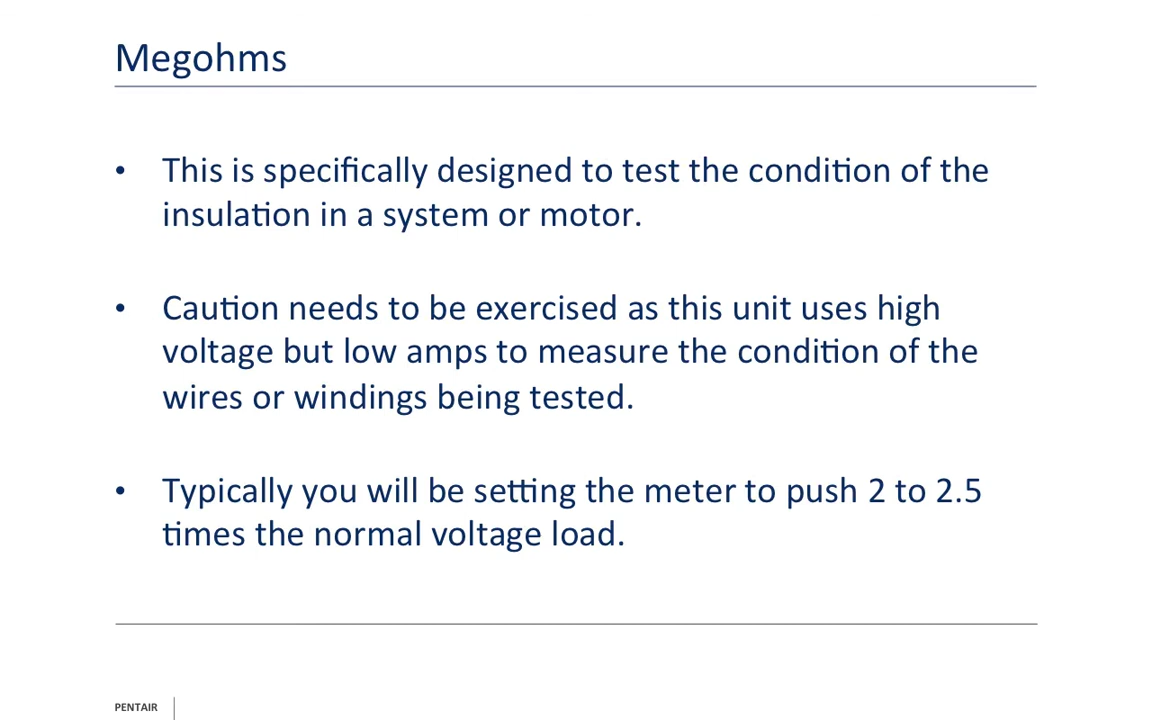 Megohms
• This is specifically designed to test the condition of the
insulation in a system or motor.
• Caution needs to be exercised as this unit uses high
voltage but low amps to measure the condition of the
wires or windings being tested.
• Typically you will be setting the meter to push 2 to 2.5
times the normal voltage load.
PENTAIR